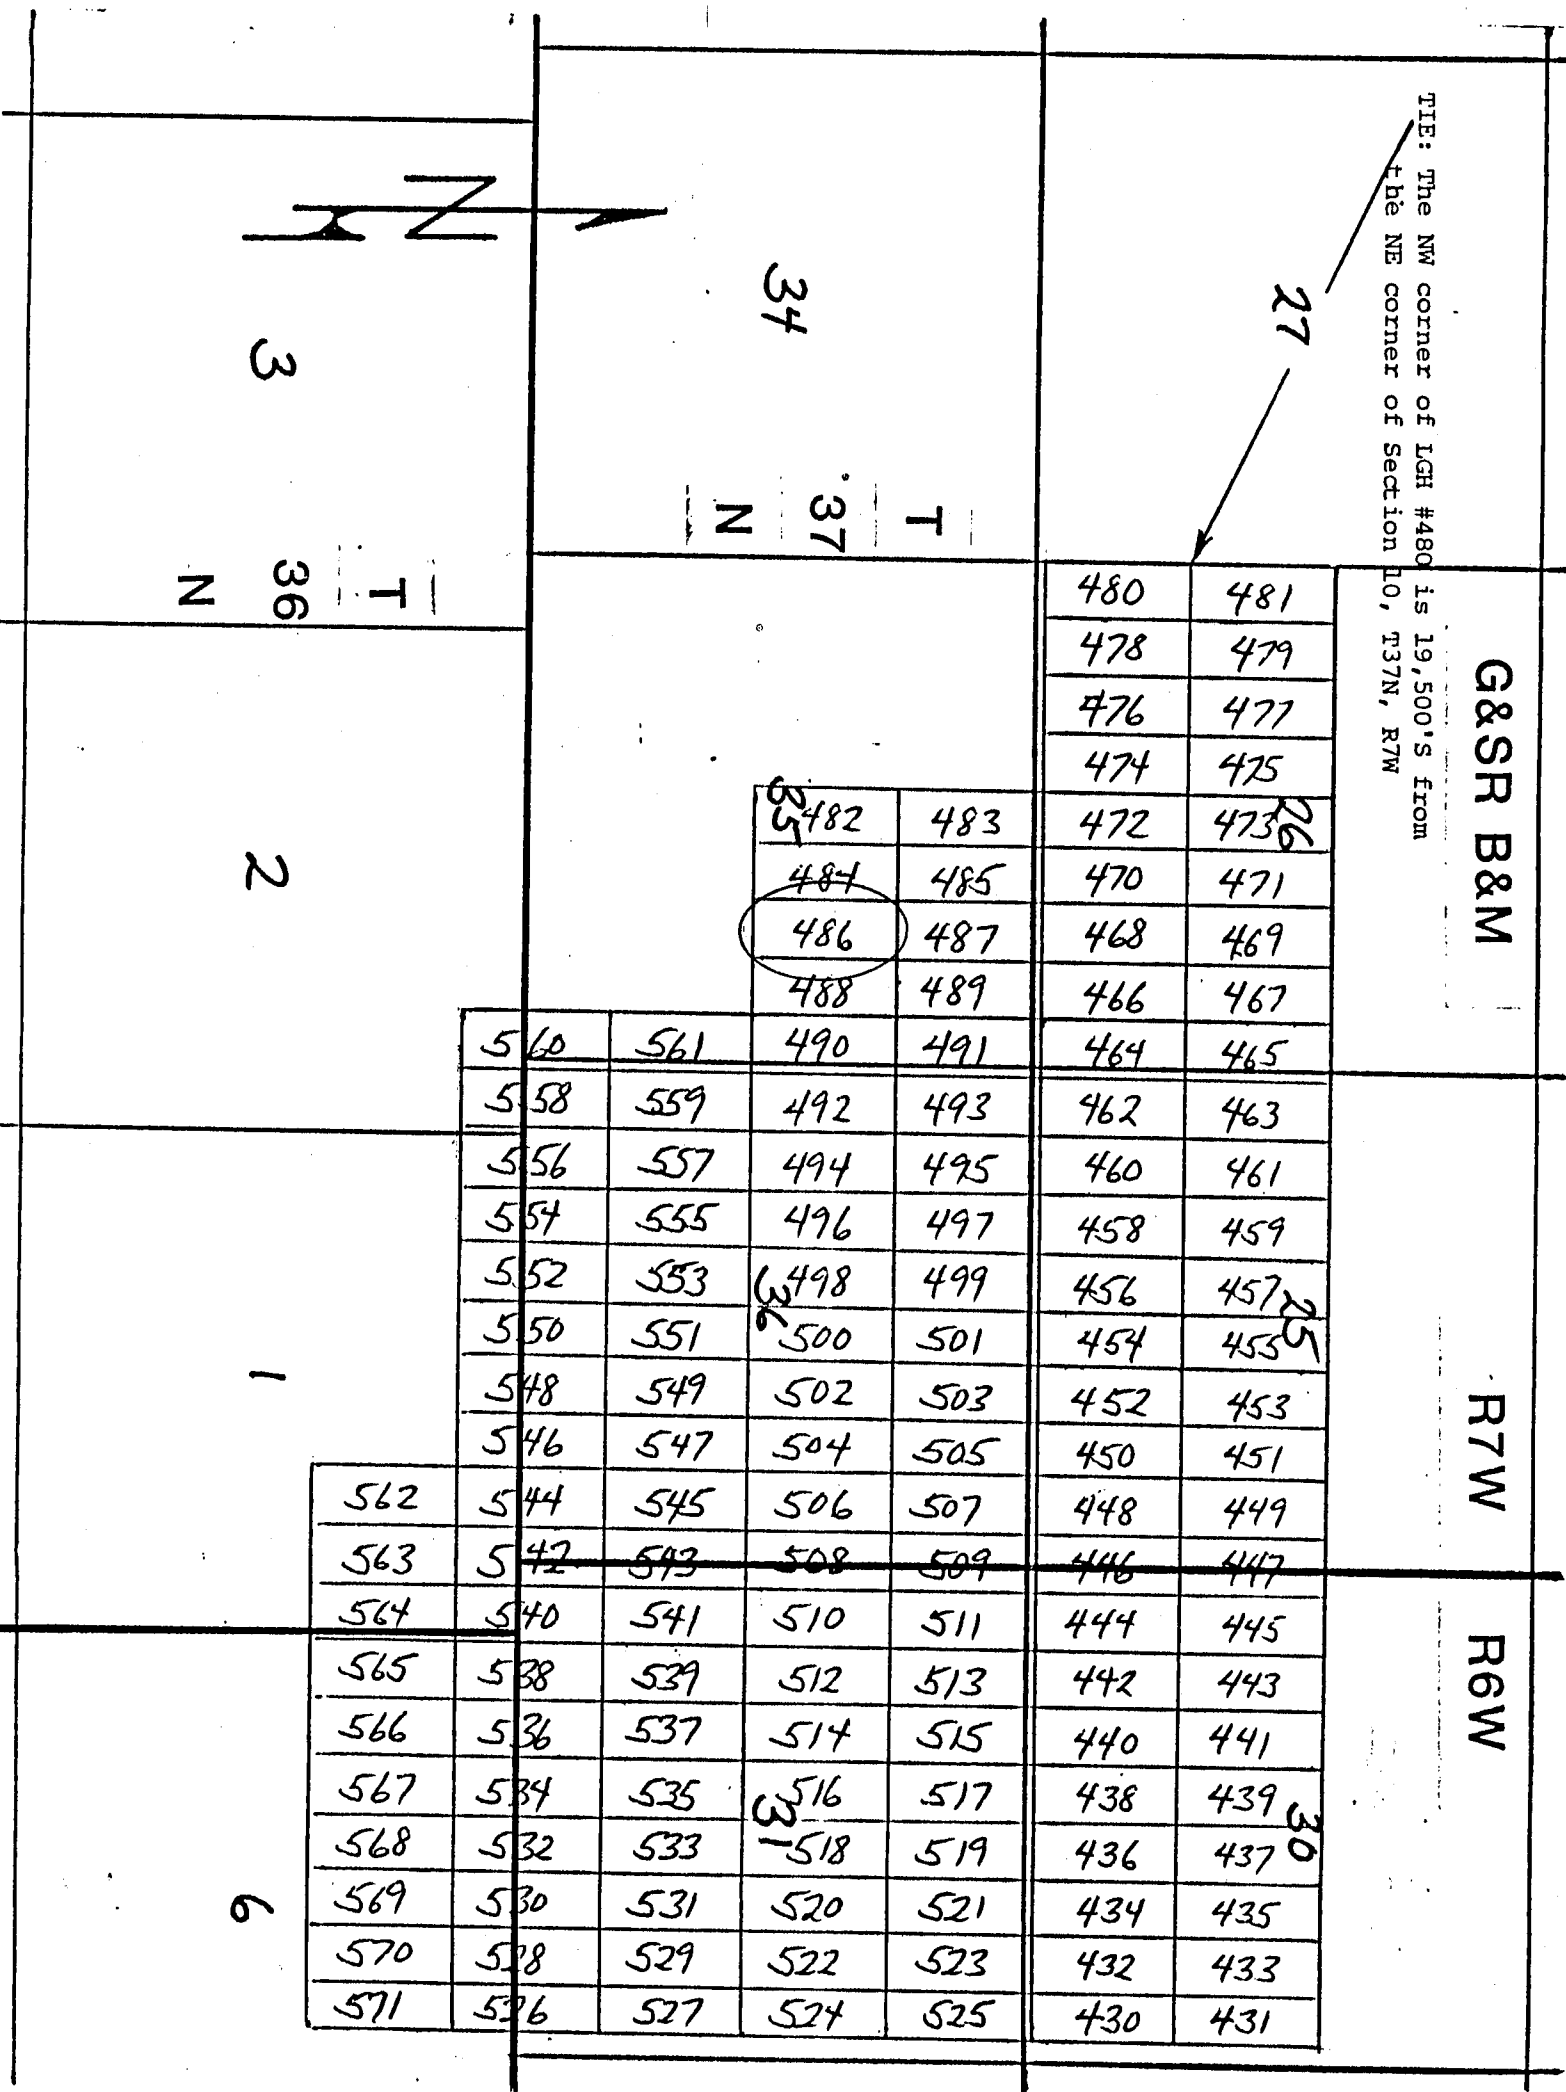 G&SR B&M
R7W
R6W
TIE: The NW corner of LGH #480 is 19,500'S from
the NE corner of Section 10, T37N, R7W
27
26
25
30
481 479 477 475 473 471 469 467 465 463 461 459 457 455 453 451 449 447 445 443 441 439 437 435 433 431
480 478 476 474 472 470 468 466 464 462 460 458 456 454 452 450 448 446 444 442 440 438 436 434 432 430
T
37
N
483 485 487 489 491 493 495 497 499 501 503 505 507 509 511 513 515 517 519 521 523 525
34
35
36
31
482 484 486 488 490 492 494 496 498 500 502 504 506 508 510 512 514 516 518 520 522 524
561 559 557 555 553 551 549 547 545 543 541 539 537 535 533 531 529 527
N
560 558 556 554 552 550 548 546 544 542 540 538 536 534 532 530 528 526
T
36
N
562 563 564 565 566 567 568 569 570 571
3
2
1
6